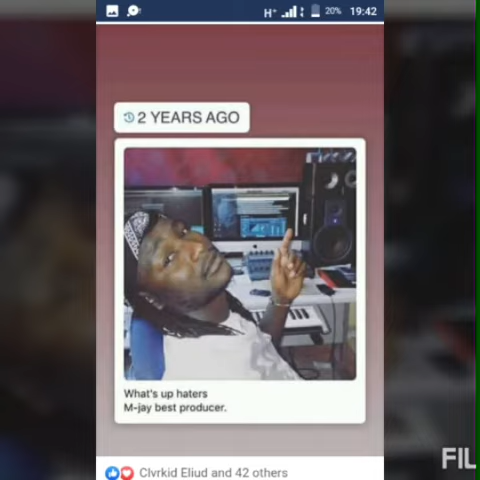 H+ 20% 19:42
2 YEARS AGO
What's up haters
M-jay best producer.
Clvrkid Eliud and 42 others
FIL